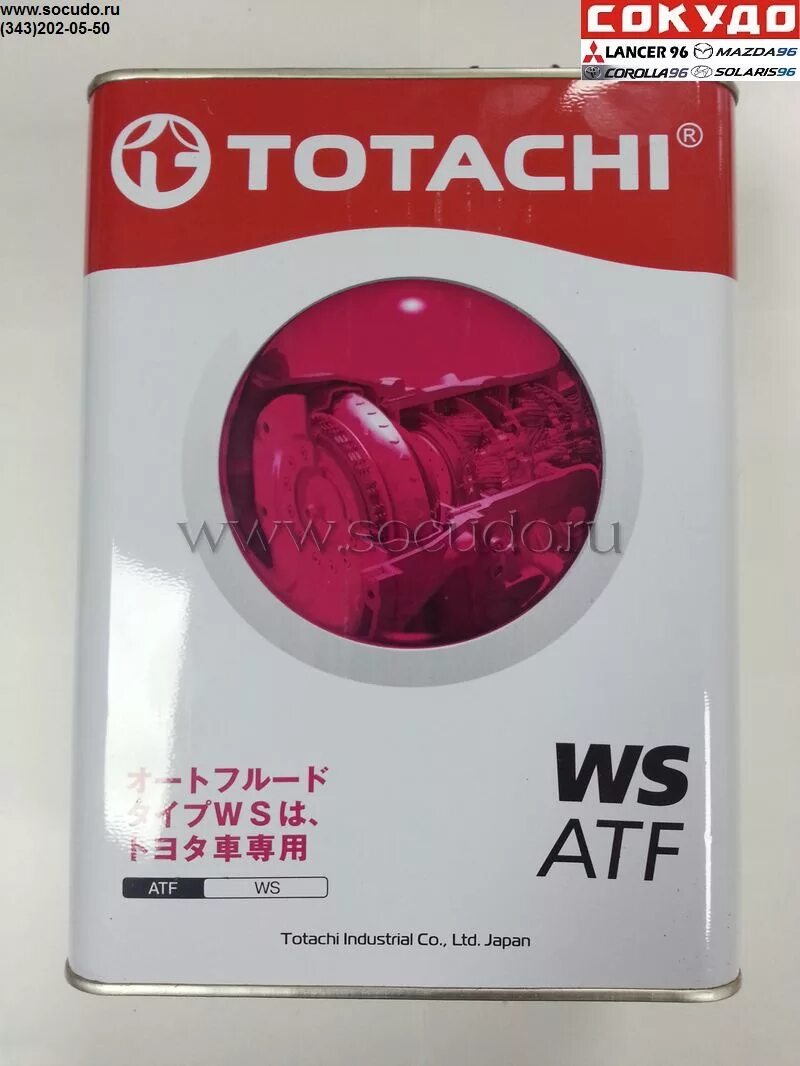 www.socudo.ru
(343)202-05-50
СОКУДО
LANCER 96 MAZDA96
COROLLA96 SOLARIS96
TOTACHI®
www.socudo.ru
オートフルード
タイプWSは、
トヨタ車専用
ATF WS
WS
ATF
Totachi Industrial Co., Ltd. Japan